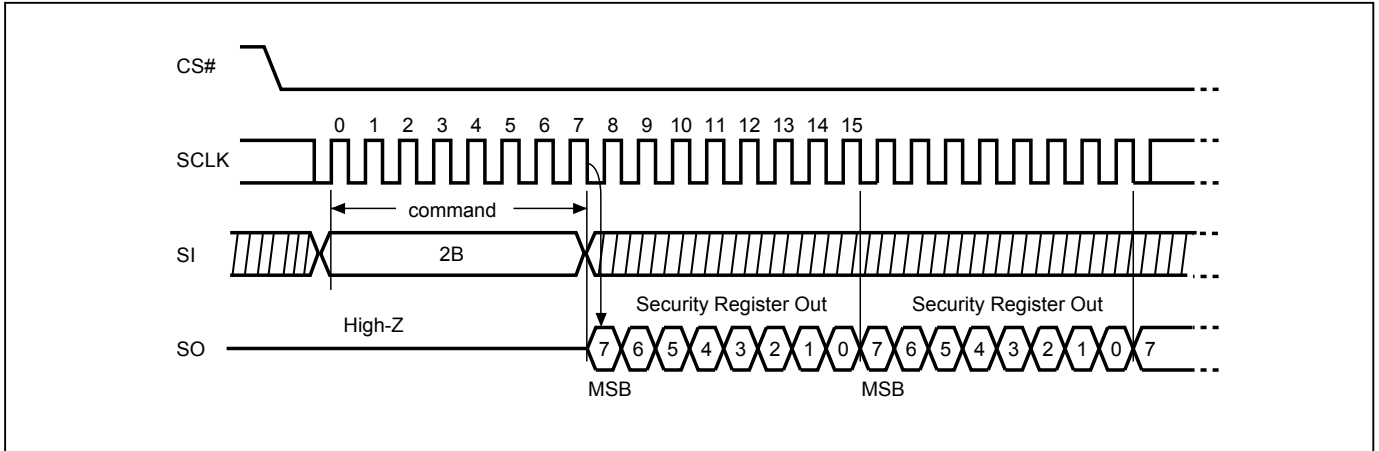 CS#
0 1 2 3 4 5 6 7 8 9 10 11 12 13 14 15
SCLK
command
SI
2B
Security Register Out Security Register Out
High-Z
SO
7 6 5 4 3 2 1 0 7 6 5 4 3 2 1 0 7
MSB MSB